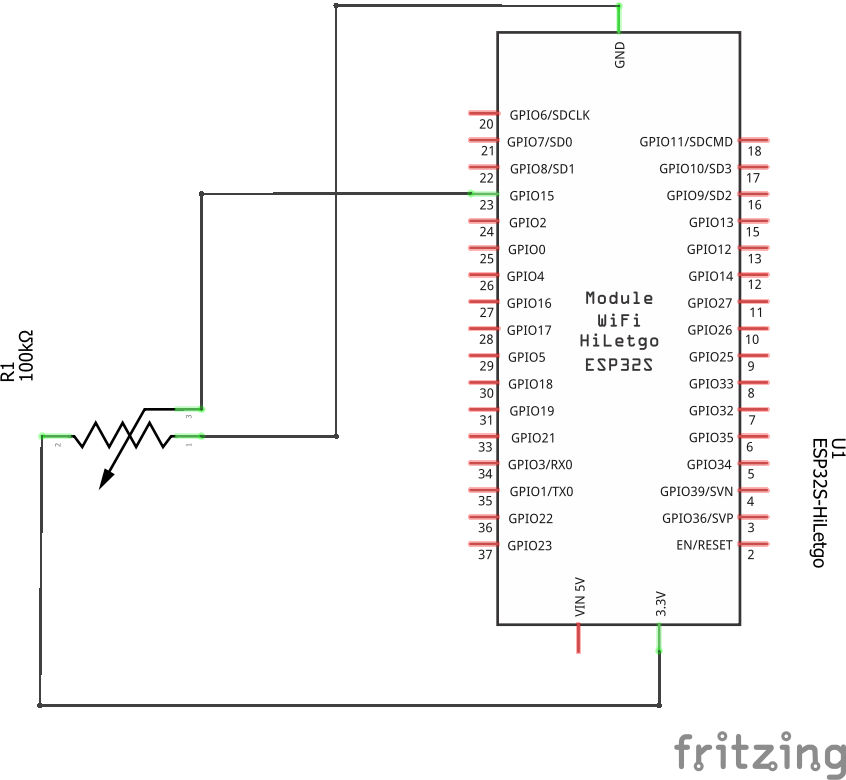 GND
GPIO6/SDCLK
20
GPIO7/SD0
21
GPIO8/SD1
22
GPIO15
23
GPIO2
24
GPIO0
25
GPIO4
26
GPIO16
27
GPIO17
28
GPIO5
29
GPIO18
30
GPIO19
31
GPIO21
33
GPIO3/RX0
34
GPIO1/TX0
35
GPIO22
36
GPIO23
37
GPIO11/SDCMD
18
GPIO10/SD3
17
GPIO9/SD2
16
GPIO13
15
GPIO12
13
GPIO14
12
GPIO27
11
GPIO26
10
GPIO25
9
GPIO33
8
GPIO32
7
GPIO35
6
GPIO34
5
GPIO39/SVN
4
GPIO36/SVP
3
EN/RESET
2
Module
WiFi
HiLetgo
ESP32S
VIN 5V
3.3V
R1
100kΩ
3
2
1
U1
ESP32S-HiLetgo
fritzing